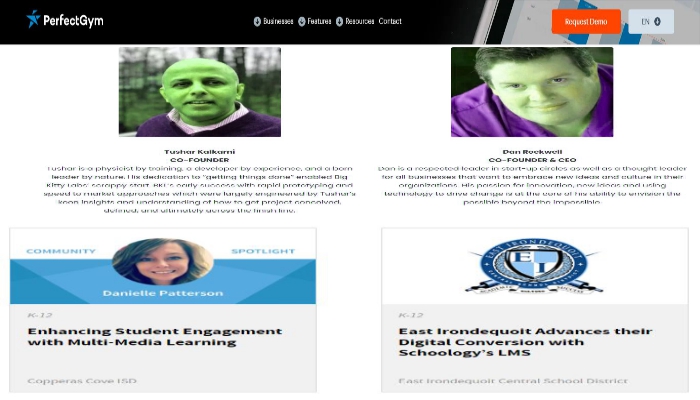 PerfectGym
Businesses Features Resources Contact
Request Demo
EN
Tushar Kalkarni
CO-FOUNDER
Tushar is a physicist by training, a developer by experience, and a born
leader by nature. His dedication to "getting things done" enabled Big
Kitty Labs' scrappy start-BKL's early success with rapid prototyping and
speed to market approaches which were largely engineered by Tushar's
keen insights and understanding of how to get project conceived,
defined, and ultimately across the finish line.
Dan Rockwell
CO-FOUNDER & CEO
Dan is a respected leader in start-up circles as well as a thought leader
for all businesses that want to embrace new ideas and culture in their
organizations. His passion for innovation, new ideas and using
technology to drive change is at the core of his ability to envision the
possible beyond the impossible.
COMMUNITY SPOTLIGHT
Danielle Patterson
K-12
Enhancing Student Engagement
with Multi-Media Learning
Copperas Cove ISD
EAST IRONDEQUOIT
EI
K-12
East Irondequoit Advances their
Digital Conversion with
Schoology's LMS
East Irondequoit Central School District